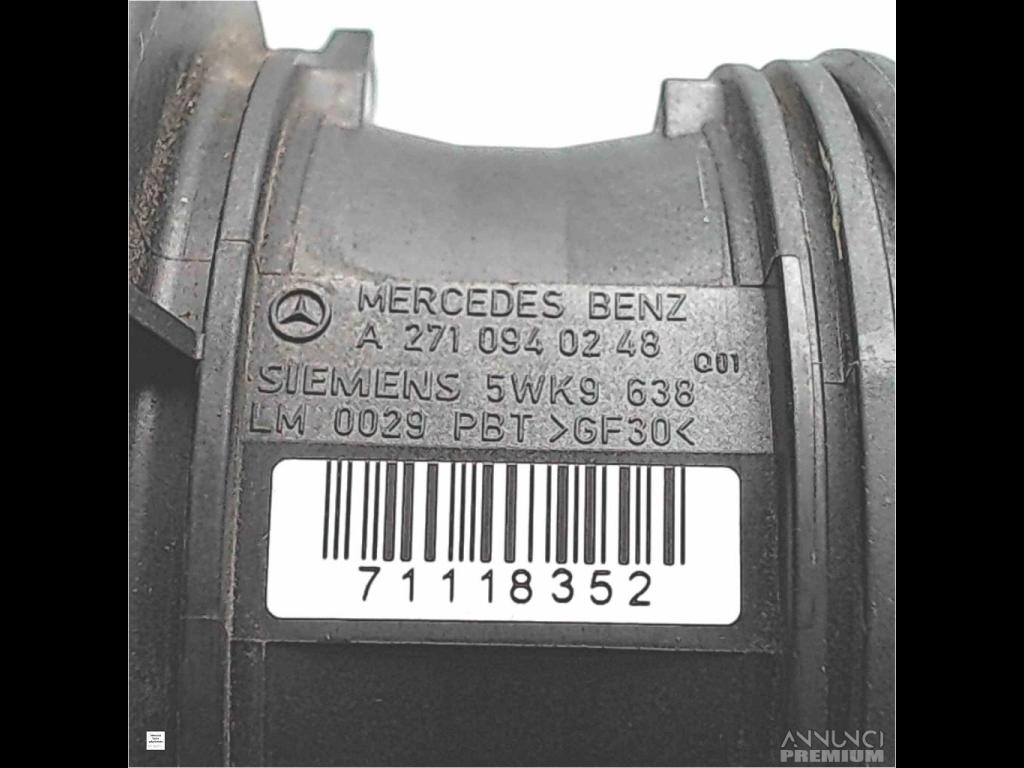 MERCEDES BENZ
A 271 094 02 48
Q01
SIEMENS 5WK9 638
LM 0029 PBT >GF30<
71118352
ANNUNCI
PREMIUM